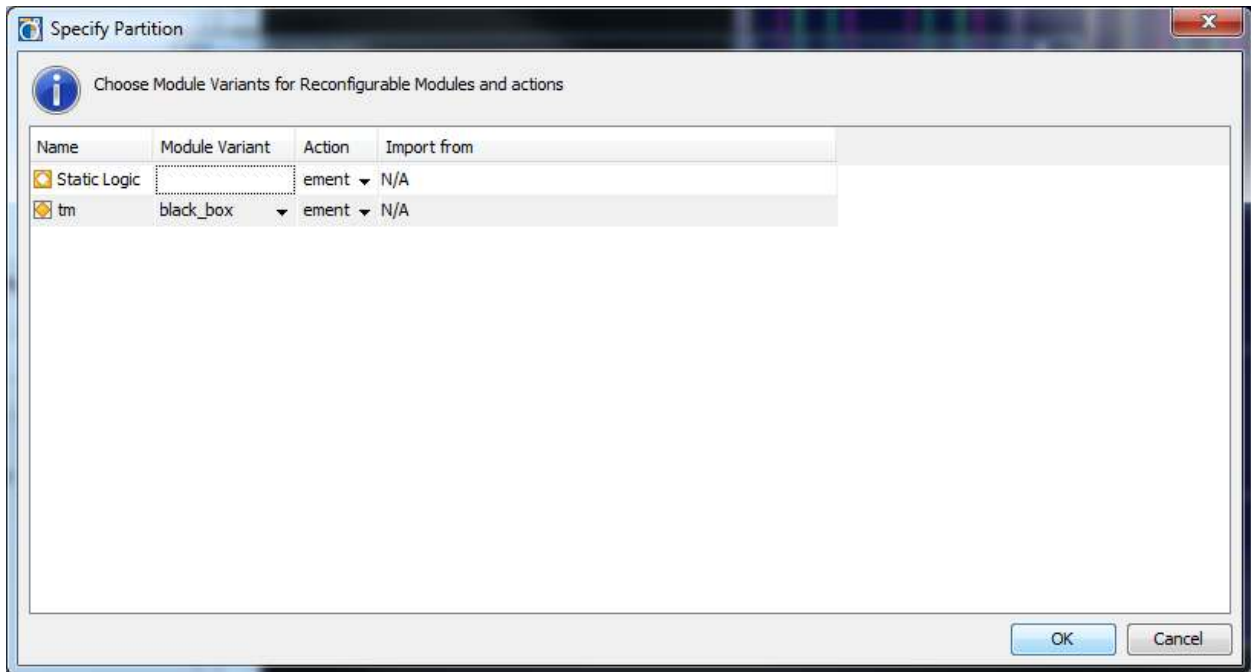 Specify Partition
Choose Module Variants for Reconfigurable Modules and actions
Name Module Variant Action Import from
Static Logic ement N/A
tm black_box ement N/A
OK Cancel